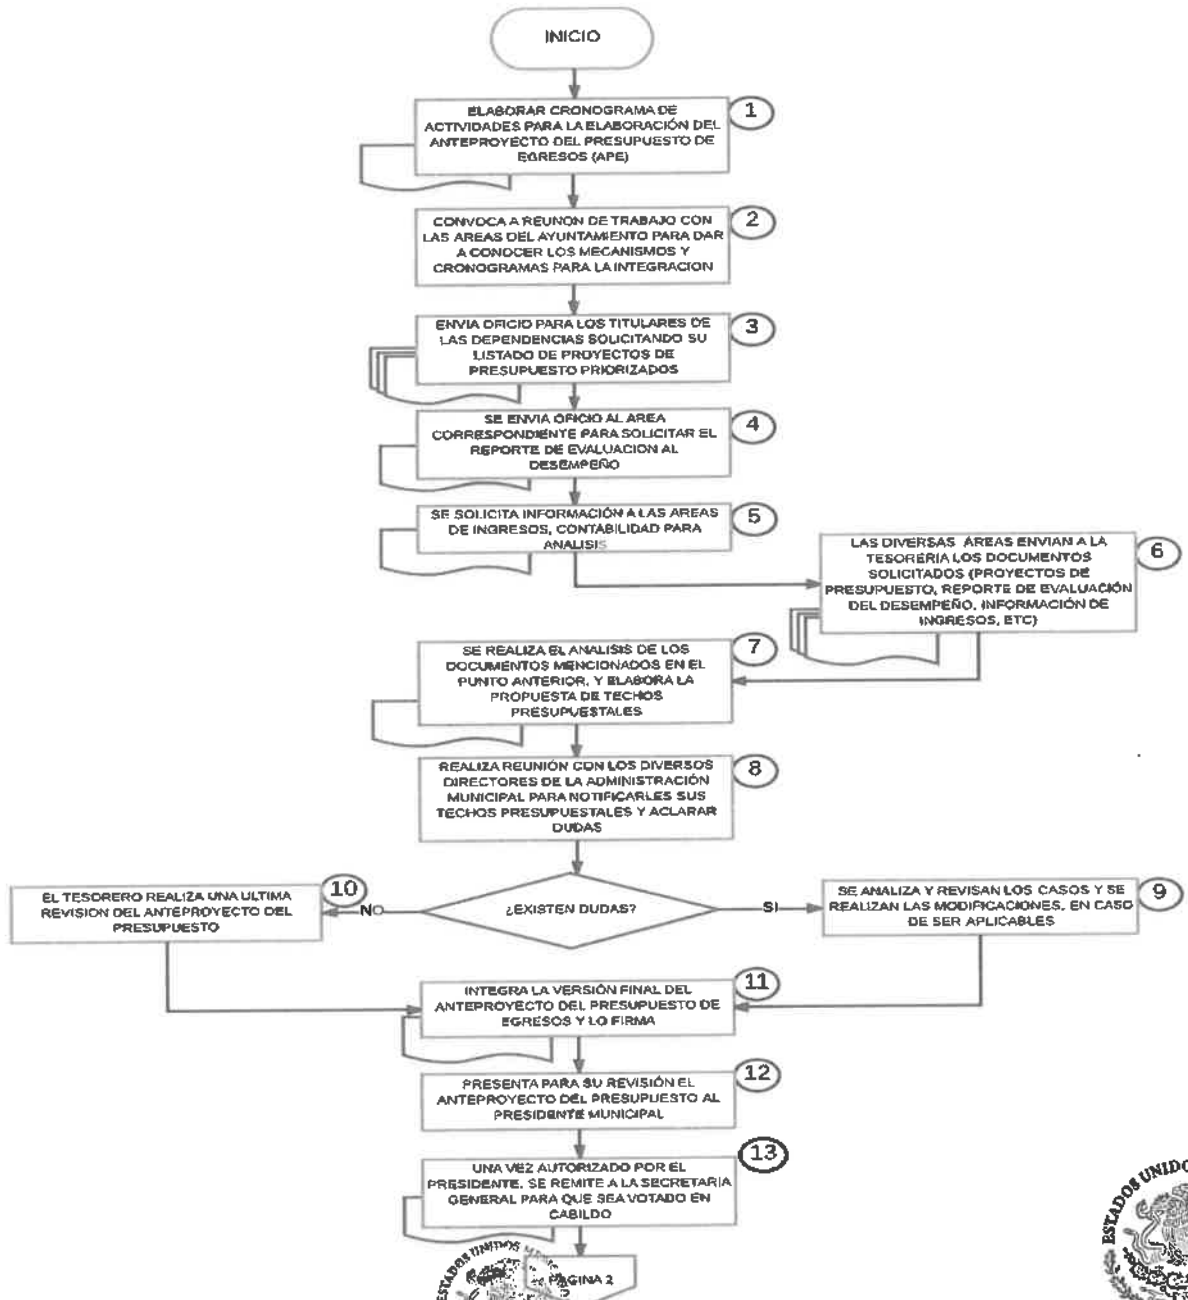 INICIO
1
ELABORAR CRONOGRAMA DE
ACTIVIDADES PARA LA ELABORACIÓN DEL
ANTEPROYECTO DEL PRESUPUESTO DE
EGRESOS (APE)
2
CONVOCA A REUNON DE TRABAJO CON
LAS AREAS DEL AYUNTAMIENTO PARA DAR
A CONOCER LOS MECANISMOS Y
CRONOGRAMAS PARA LA INTEGRACION
3
ENVIA OFICIO PARA LOS TITULARES DE
LAS DEPENDENCIAS SOLICITANDO SU
LISTADO DE PROYECTOS DE
PRESUPUESTO PRIORIZADOS
4
SE ENVIA OFICIO AL AREA
CORRESPONDIENTE PARA SOLICITAR EL
REPORTE DE EVALUACION AL
DESEMPEÑO
5
SE SOLICITA INFORMACIÓN A LAS AREAS
DE INGRESOS, CONTABILIDAD PARA
ANALISIS
6
LAS DIVERSAS AREAS ENVIAN A LA
TESORERIA LOS DOCUMENTOS
SOLICITADOS (PROYECTOS DE
PRESUPUESTO, REPORTE DE EVALUACIÓN
DEL DESEMPEÑO, INFORMACIÓN DE
INGRESOS, ETC)
7
SE REALIZA EL ANALISIS DE LOS
DOCUMENTOS MENCIONADOS EN EL
PUNTO ANTERIOR, Y ELABORA LA
PROPUESTA DE TECHOS
PRESUPUESTALES
8
REALIZA REUNIÓN CON LOS DIVERSOS
DIRECTORES DE LA ADMINISTRACIÓN
MUNICIPAL PARA NOTIFICARLES SUS
TECHOS PRESUPUESTALES Y ACLARAR
DUDAS
10
EL TESORERO REALIZA UNA ULTIMA
REVISION DEL ANTEPROYECTO DEL
PRESUPUESTO
NO
¿EXISTEN DUDAS?
SI
9
SE ANALIZA Y REVISAN LOS CASOS Y SE
REALIZAN LAS MODIFICACIONES, EN CASO
DE SER APLICABLES
11
INTEGRA LA VERSIÓN FINAL DEL
ANTEPROYECTO DEL PRESUPUESTO DE
EGRESOS Y LO FIRMA
12
PRESENTA PARA SU REVISIÓN EL
ANTEPROYECTO DEL PRESUPUESTO AL
PRESIDENTE MUNICIPAL
13
UNA VEZ AUTORIZADO POR EL
PRESIDENTE, SE REMITE A LA SECRETARIA
GENERAL PARA QUE SEA VOTADO EN
CABILDO
PAGINA 2
ESTADOS UNIDOS
ESTADOS UNIDOS